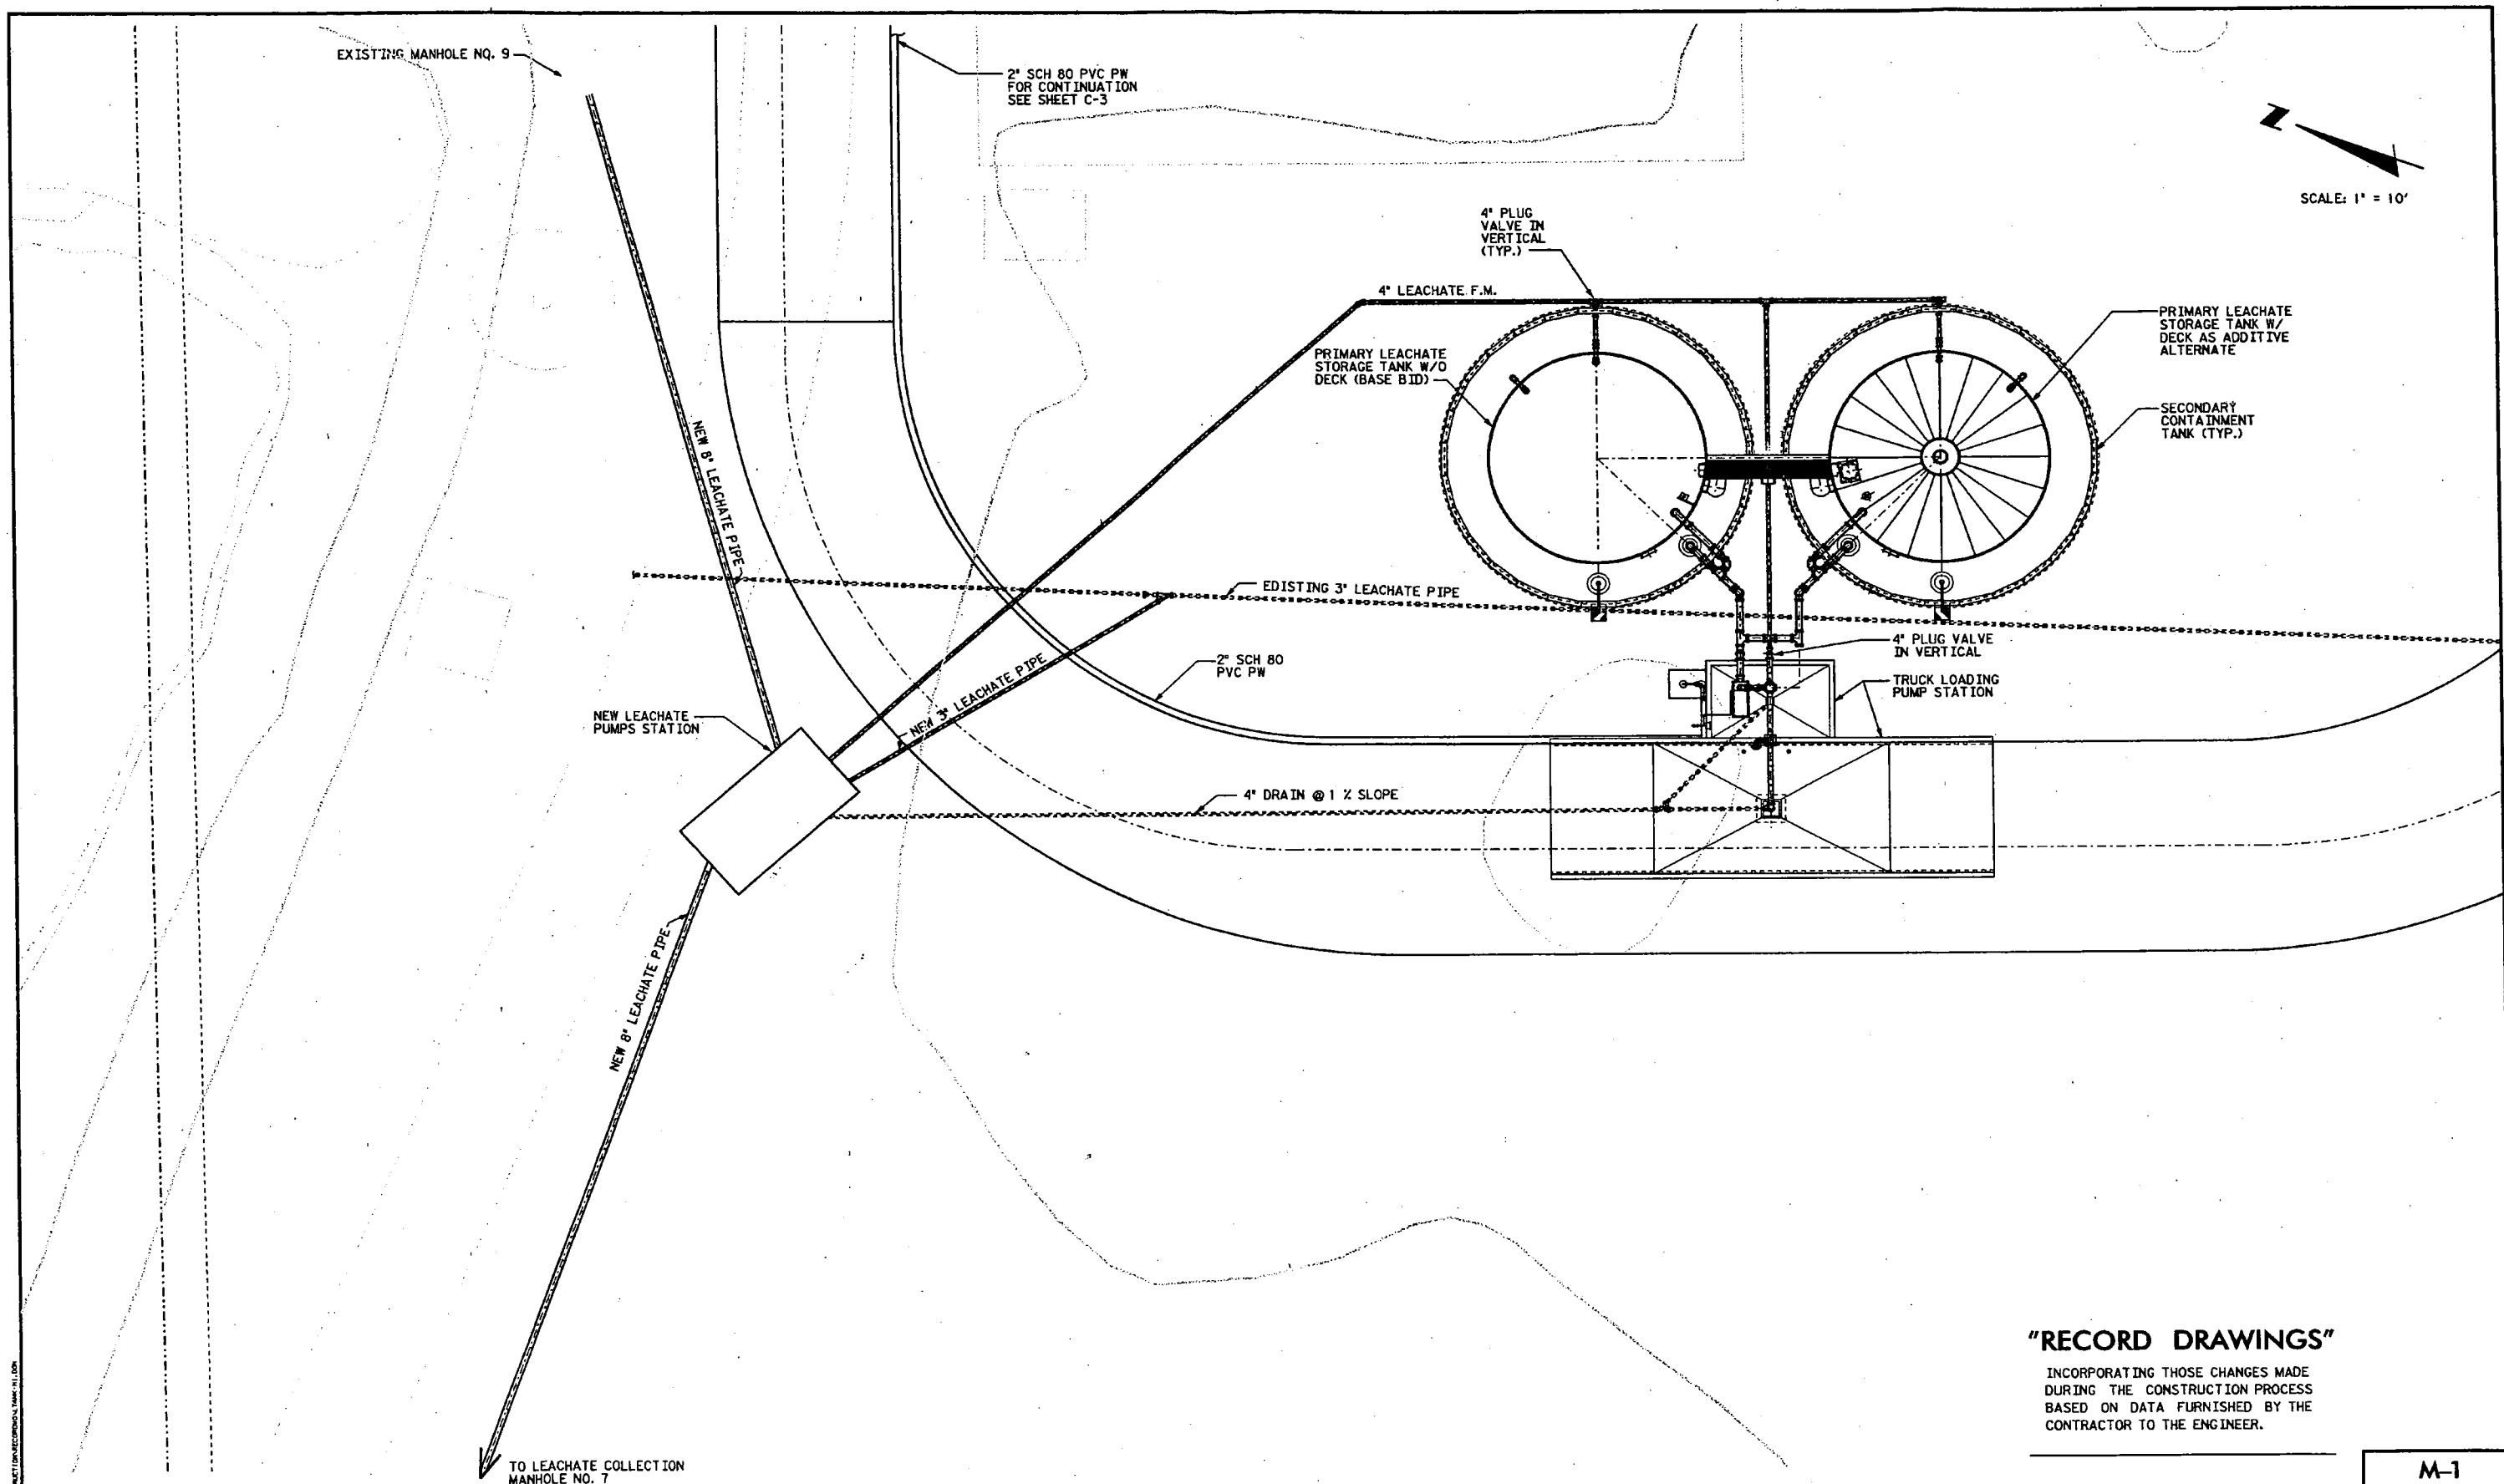 EXISTING MANHOLE NO. 9
2" SCH 80 PVC PW
FOR CONTINUATION
SEE SHEET C-3
Z
SCALE: 1" = 10'
4" PLUG
VALVE IN
VERTICAL
(TYP.)
4" LEACHATE F.M.
PRIMARY LEACHATE
STORAGE TANK W/
DECK AS ADDITIVE
ALTERNATE
PRIMARY LEACHATE
STORAGE TANK W/O
DECK (BASE BID)
SECONDARY
CONTAINMENT
TANK (TYP.)
NEW 8" LEACHATE PIPE
EDISTING 3" LEACHATE PIPE
4" PLUG VALVE
IN VERTICAL
2" SCH 80
PVC PW
TRUCK LOADING
PUMP STATION
NEW 3" LEACHATE PIPE
NEW LEACHATE
PUMPS STATION
4" DRAIN @ 1 % SLOPE
NEW 8" LEACHATE PIPE
"RECORD DRAWINGS"
INCORPORATING THOSE CHANGES MADE
DURING THE CONSTRUCTION PROCESS
BASED ON DATA FURNISHED BY THE
CONTRACTOR TO THE ENGINEER.
TO LEACHATE COLLECTION
MANHOLE NO. 7
M-1